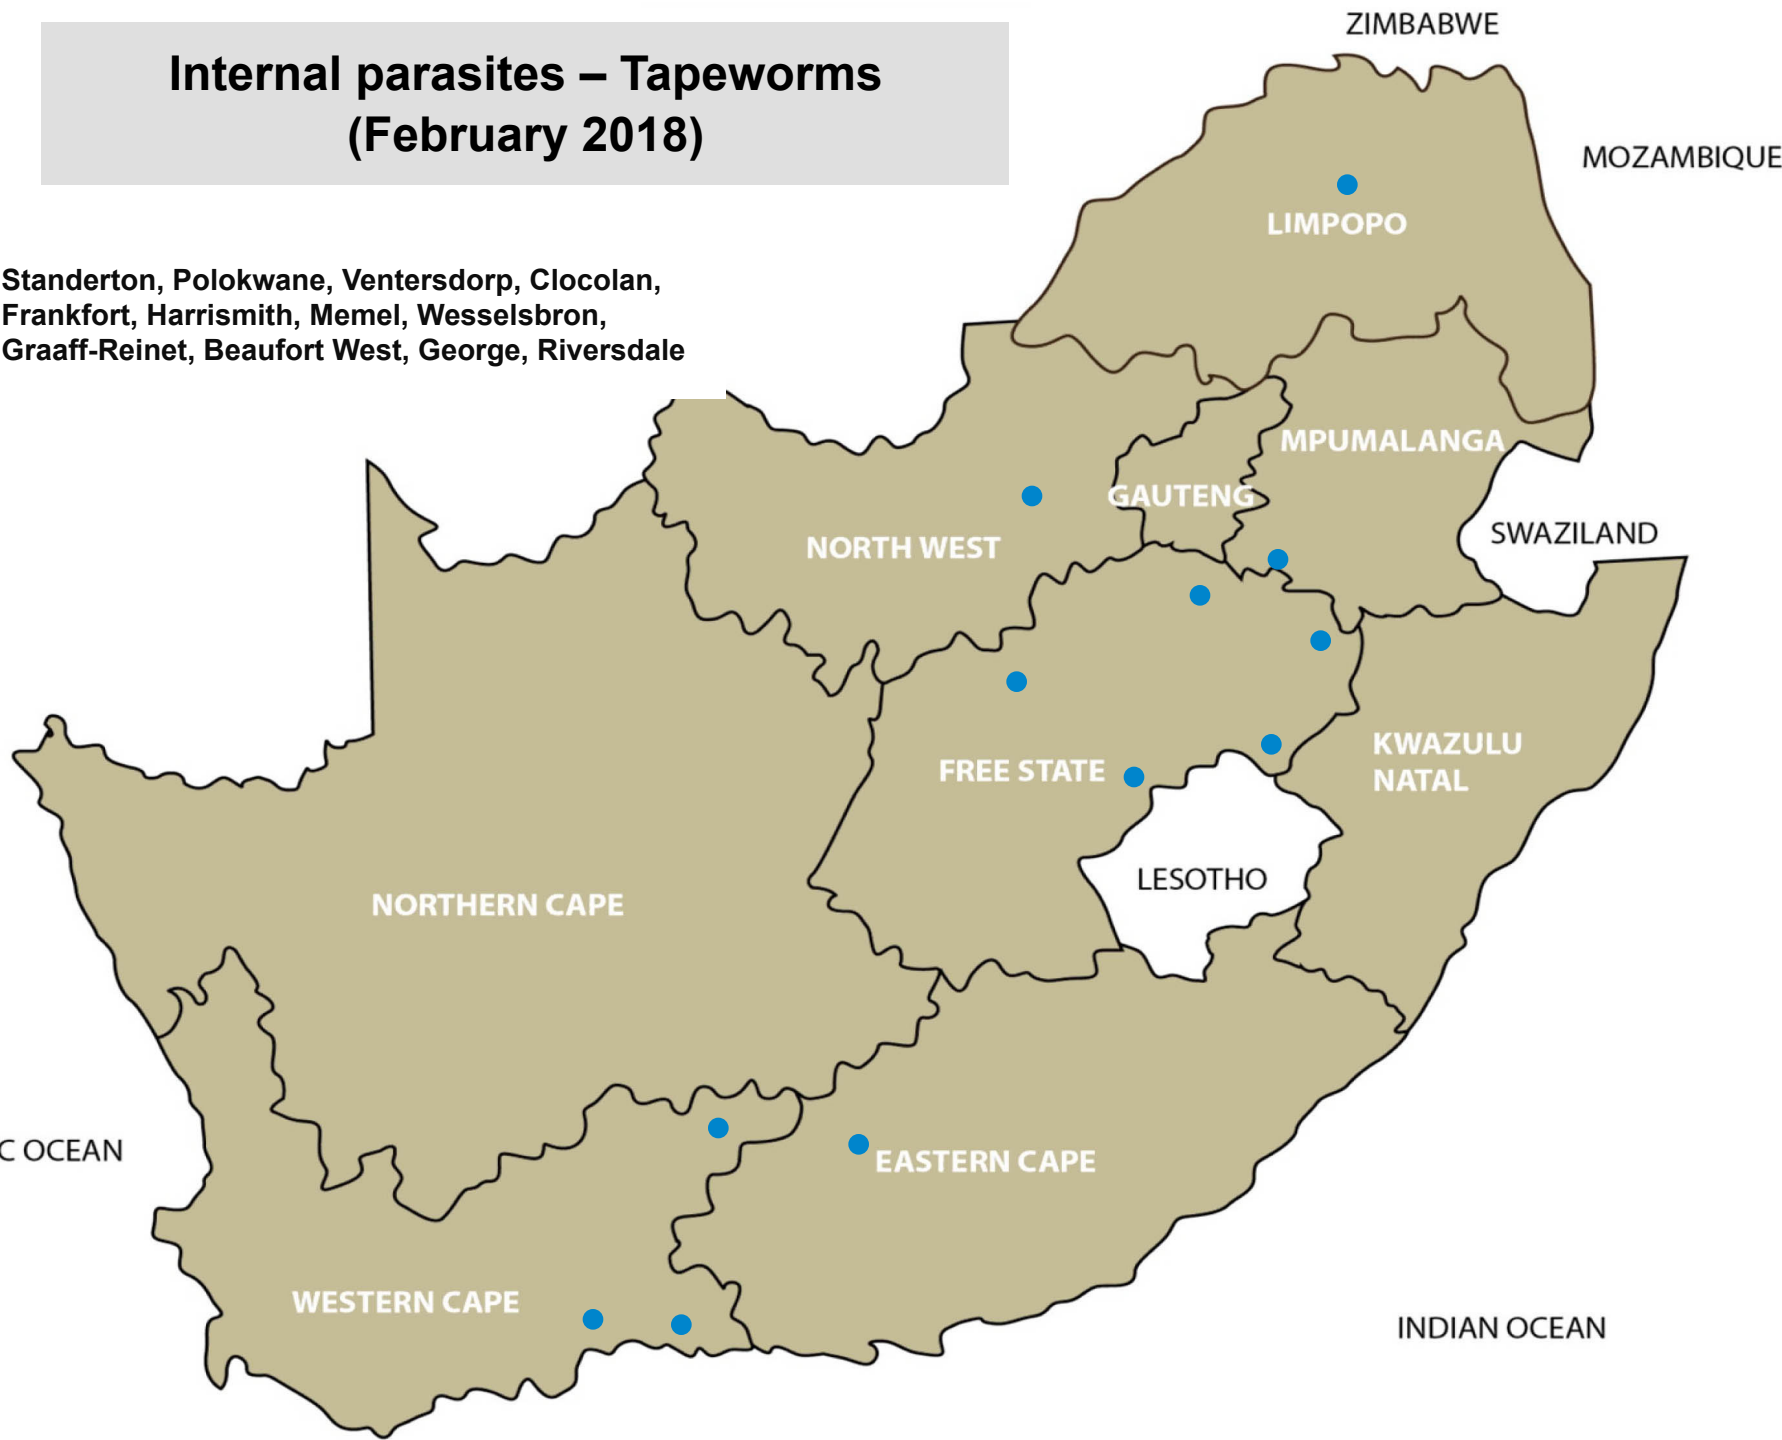 Internal parasites – Tapeworms
(February 2018)
Standerton, Polokwane, Ventersdorp, Clocolan,
Frankfort, Harrismith, Memel, Wesselsbron,
Graaff-Reinet, Beaufort West, George, Riversdale
ZIMBABWE
MOZAMBIQUE
LIMPOPO
MPUMALANGA
GAUTENG
NORTH WEST
SWAZILAND
FREE STATE
KWAZULU
NATAL
LESOTHO
NORTHERN CAPE
C OCEAN
EASTERN CAPE
WESTERN CAPE
INDIAN OCEAN